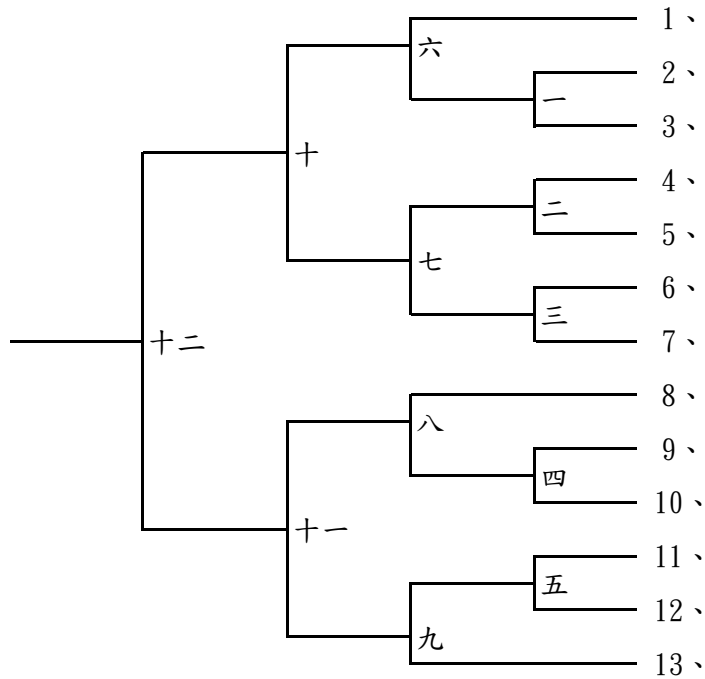 1、
六
2、
一
3、
十
4、
二
5、
七
6、
三
7、
十二
8、
八
9、
四
10、
十一
11、
五
12、
九
13、